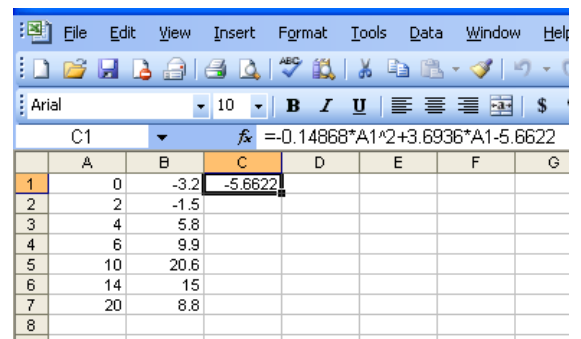 File Edit View Insert Format Tools Data Window Help
ABC
Arial 10 B I U a $
C1 fx =-0.14868*A1^2+3.6936*A1-5.6622
A B C D E F G
1 0 -3.2 -5.6622
2 2 -1.5
3 4 5.8
4 6 9.9
5 10 20.6
6 14 15
7 20 8.8
8